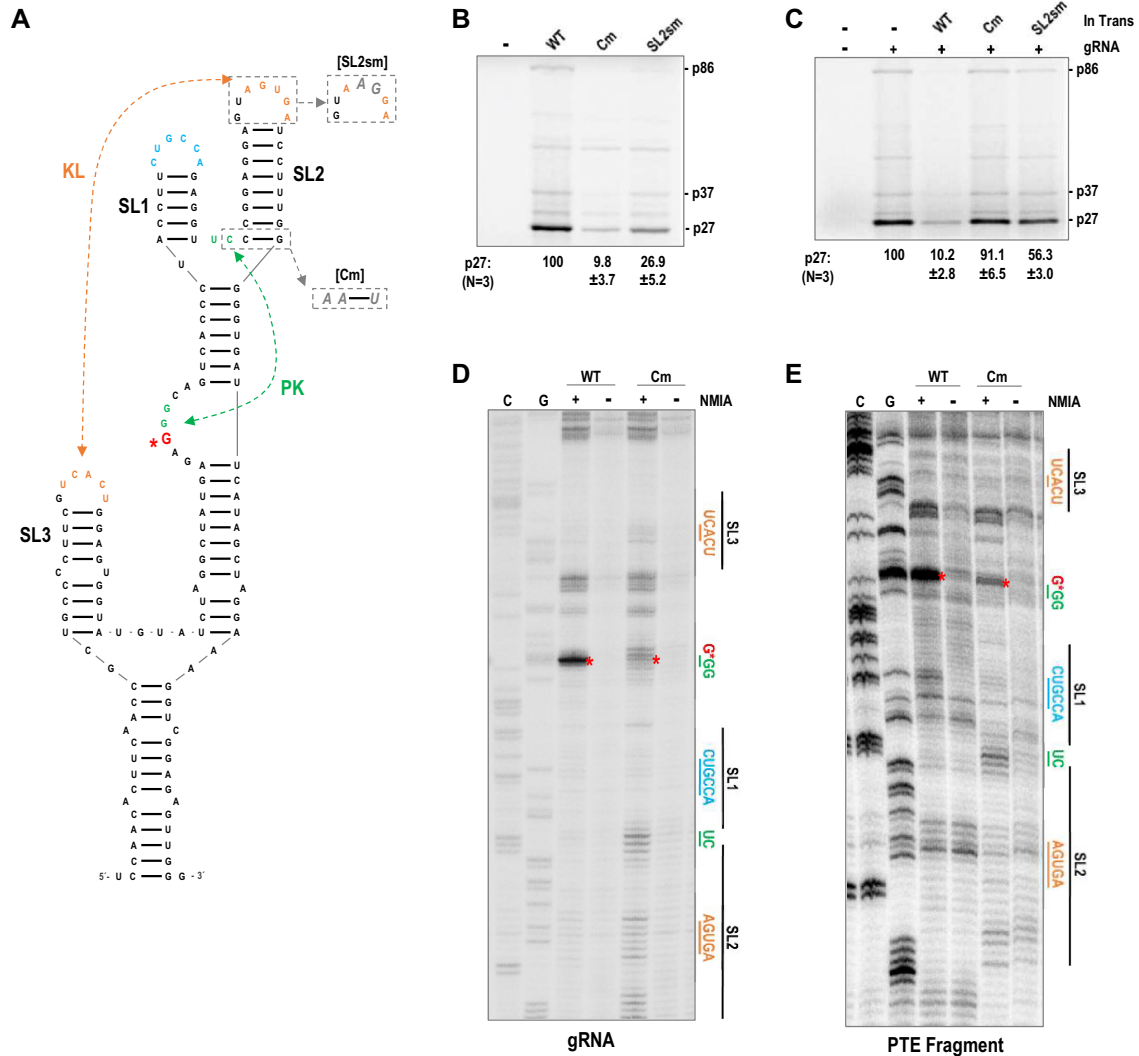 A
B
C
D
E
[SL2sm]
A G U G A
U
G
U A A G G A
G
KL
SL1
SL2
C U G C C A
U C
[Cm]
A A U
PK
G G G *
SL3
U C A C U
U A U G U A U
5´- U C
G G -3´
- WT Cm SL2sm
p86
p37
p27
p27: 100 9.8 26.9
(N=3) ±3.7 ±5.2
- - WT Cm SL2sm In Trans
- + + + + gRNA
p86
p37
p27
p27: 100 10.2 91.1 56.3
(N=3) ±2.8 ±6.5 ±3.0
WT Cm
C G + - + - NMIA
*
*
SL3
UCACU
G*GG
SL1
CUGCCA
UC
SL2
AGUGA
gRNA
WT Cm
C G + - + - NMIA
*
*
SL3
UCACU
G*GG
SL1
CUGCCA
UC
SL2
AGUGA
PTE Fragment